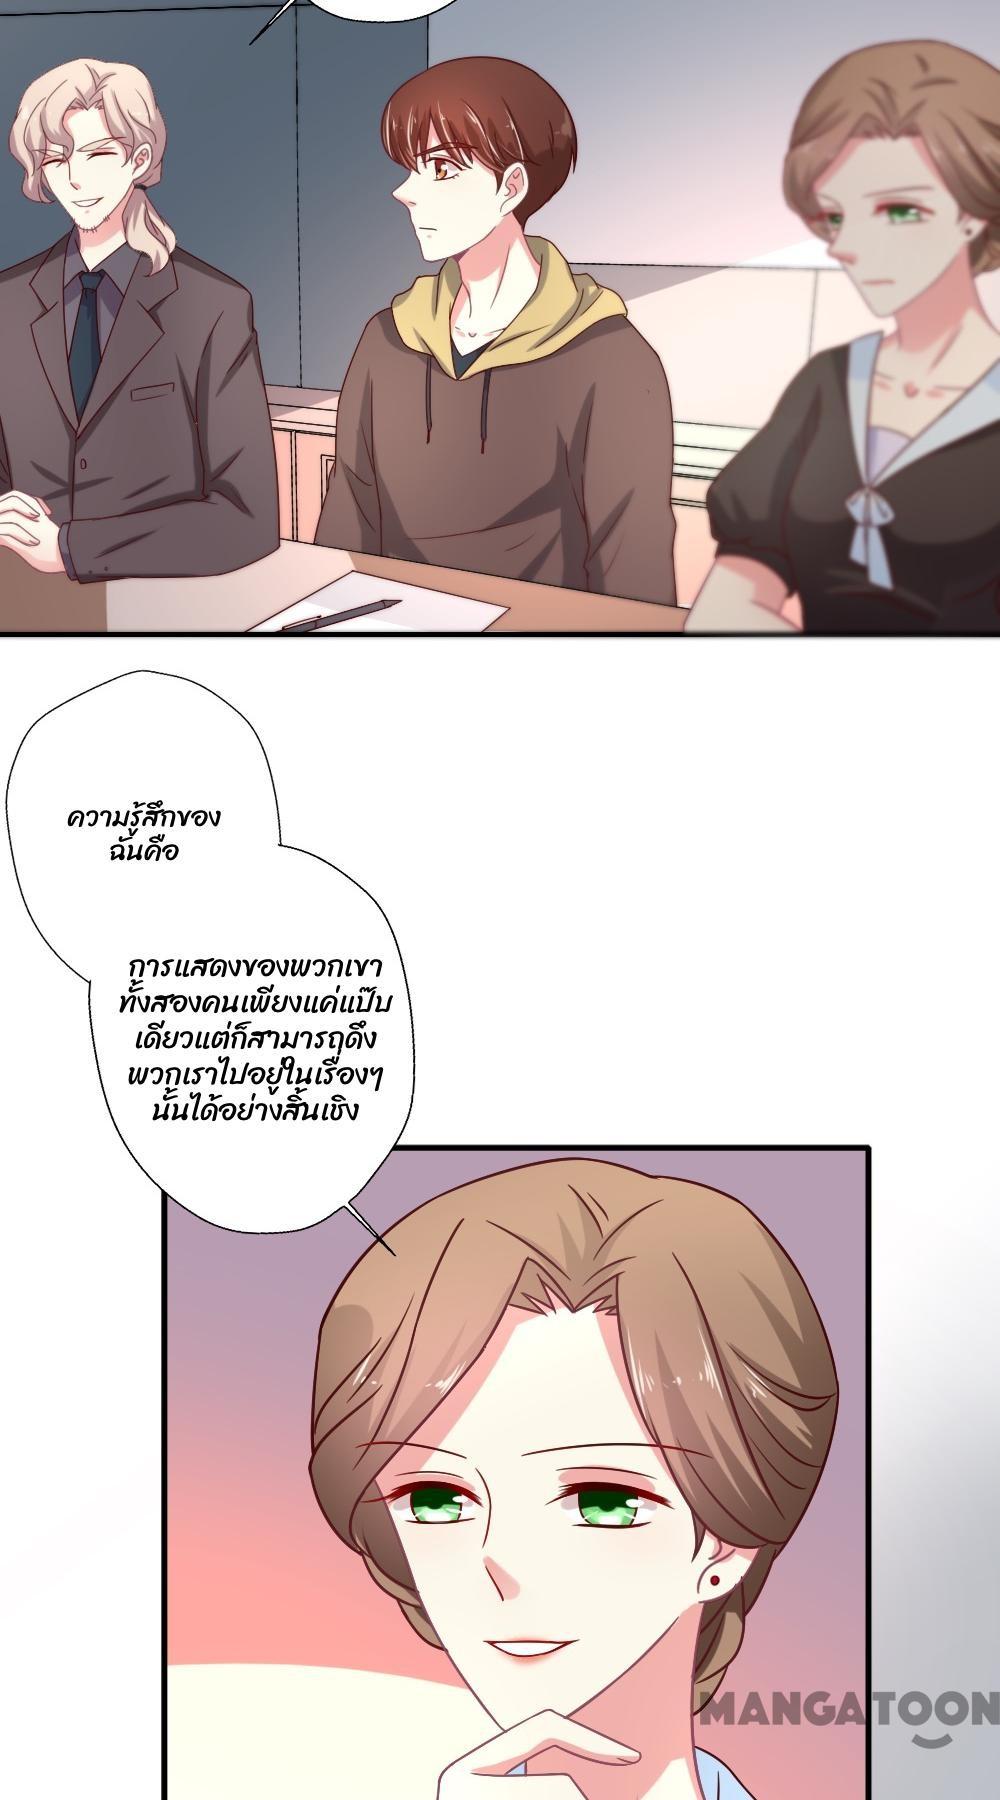 ความรู้สึกของ
ฉันคือ
การแสดงของพวกเขา
ทั้งสองคนเพียงแค่แป๊บ
เดียวแต่ก็สามารถดึง
พวกเราไปอยู่ในเรื่องๆ
นั้นได้อย่างสิ้นเชิง
MANGATOON